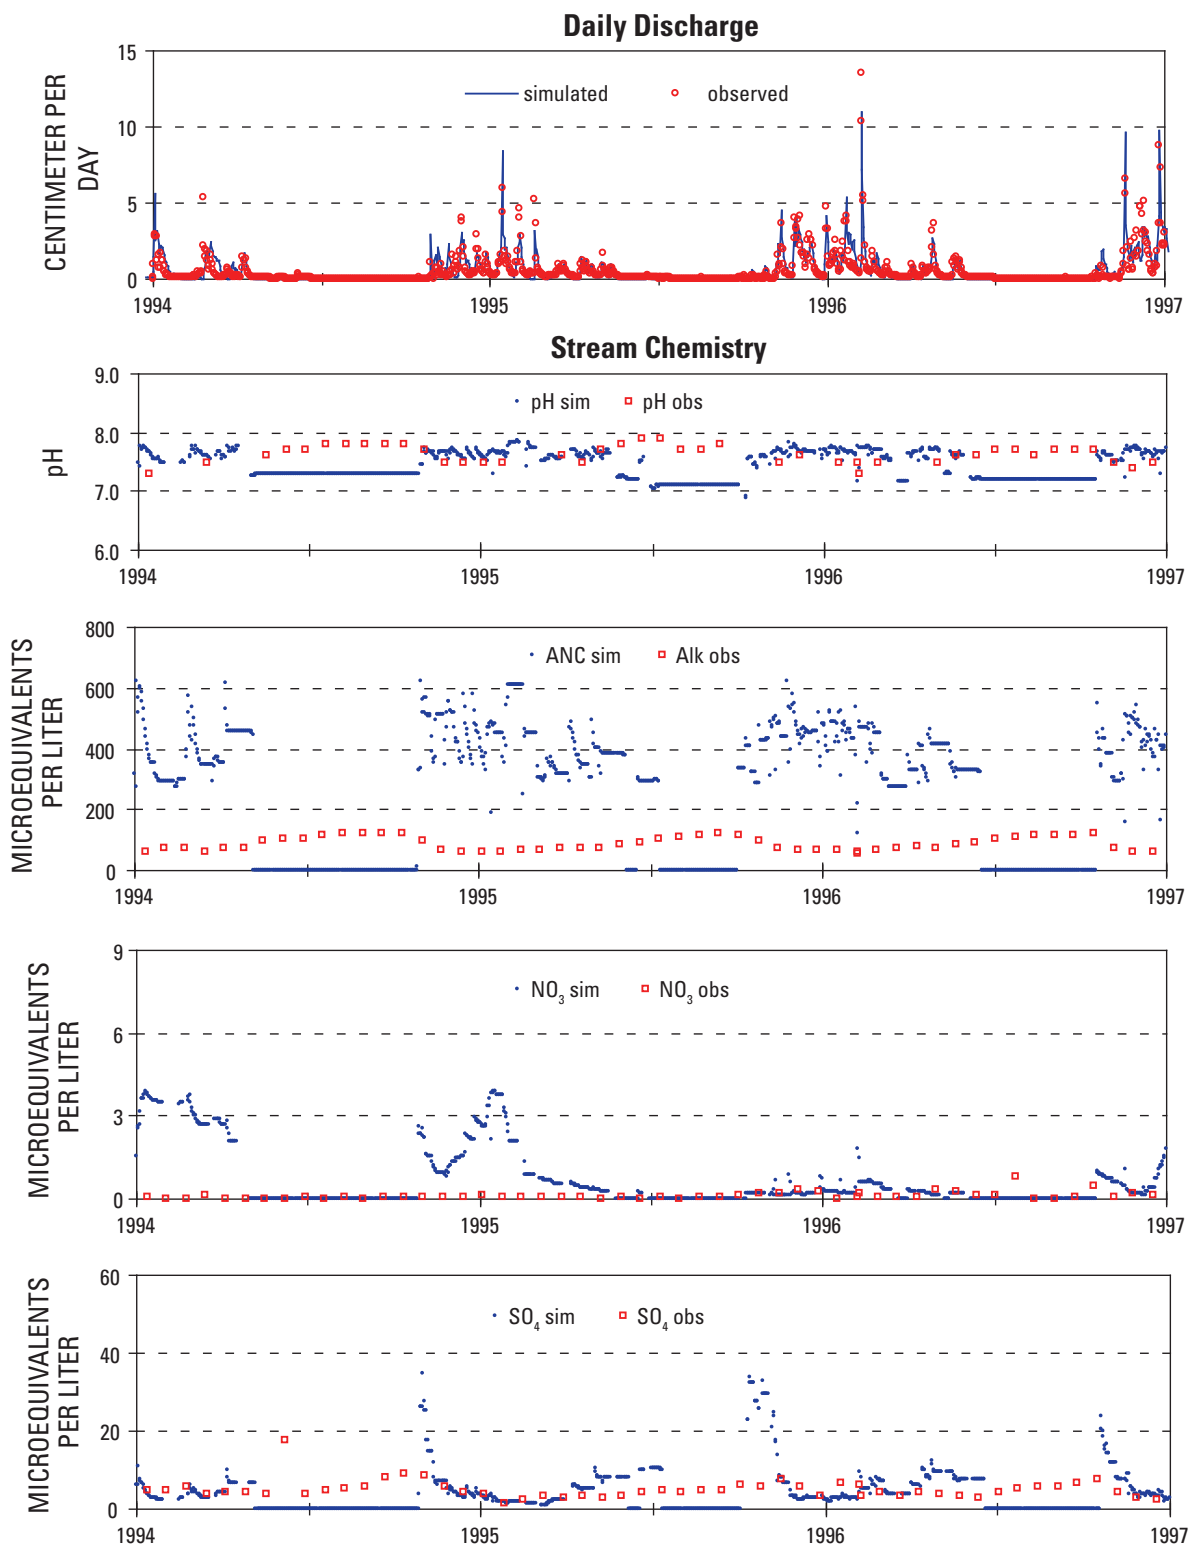 Daily Discharge
CENTIMETER PER
DAY
15
10
5
0
simulated
observed
1994
1995
1996
1997
Stream Chemistry
pH
9.0
8.0
7.0
6.0
pH sim
pH obs
1994
1995
1996
1997
MICROEQUIVALENTS
PER LITER
800
600
400
200
0
ANC sim
Alk obs
1994
1995
1996
1997
MICROEQUIVALENTS
PER LITER
9
6
3
0
NO₃ sim
NO₃ obs
1994
1995
1996
1997
MICROEQUIVALENTS
PER LITER
60
40
20
0
SO₄ sim
SO₄ obs
1994
1995
1996
1997